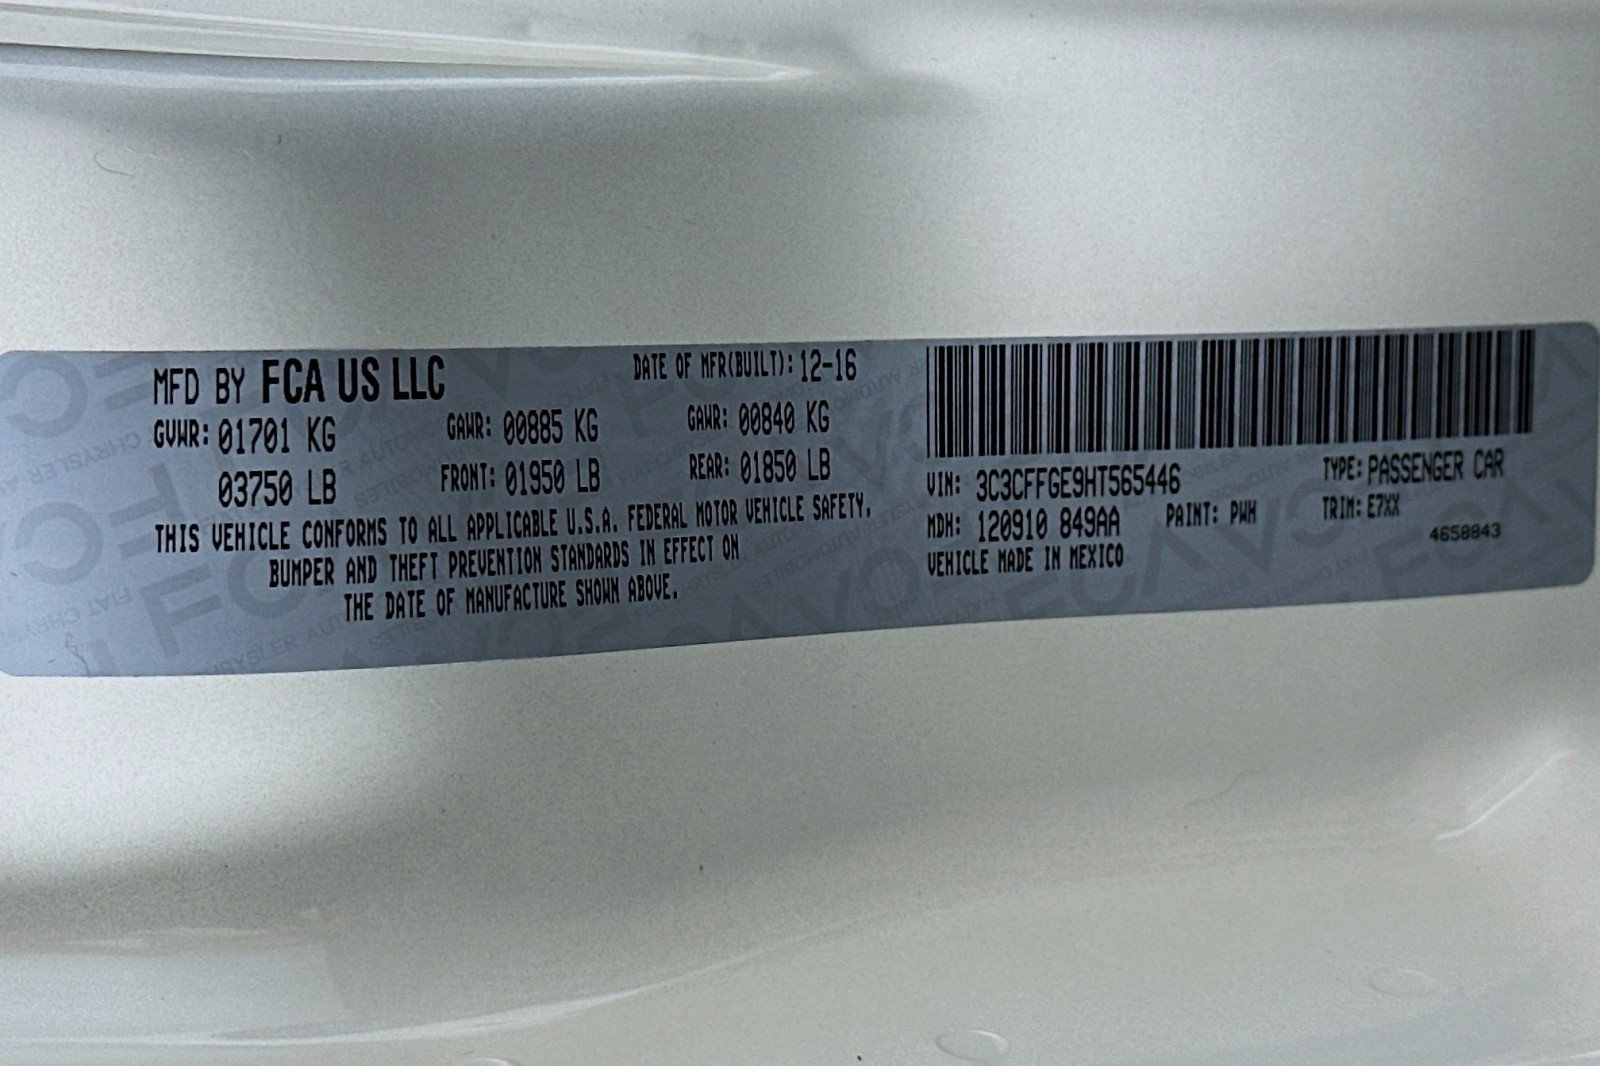 MFD BY FCA US LLC
DATE OF MFR(BUILT): 12-16
GVWR: 01701 KG
03750 LB
GAWR: 00885 KG
FRONT: 01950 LB
GAWR: 00840 KG
REAR: 01850 LB
THIS VEHICLE CONFORMS TO ALL APPLICABLE U.S.A. FEDERAL MOTOR VEHICLE SAFETY,
BUMPER AND THEFT PREVENTION STANDARDS IN EFFECT ON
THE DATE OF MANUFACTURE SHOWN ABOVE.
VIN: 3C3CFFGE9HT565446
TYPE: PASSENGER CAR
MDH: 120910 849AA
PAINT: PWH
TRIM: E7XX
VEHICLE MADE IN MEXICO
4658843